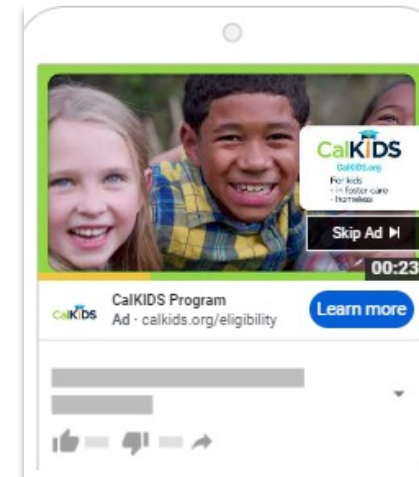 CalKIDS
CalKIDS.org
For kids
- in foster care
- homeless
Skip Ad
00:23
CalKIDS
CalKIDS Program
Ad · calkids.org/eligibility
Learn more